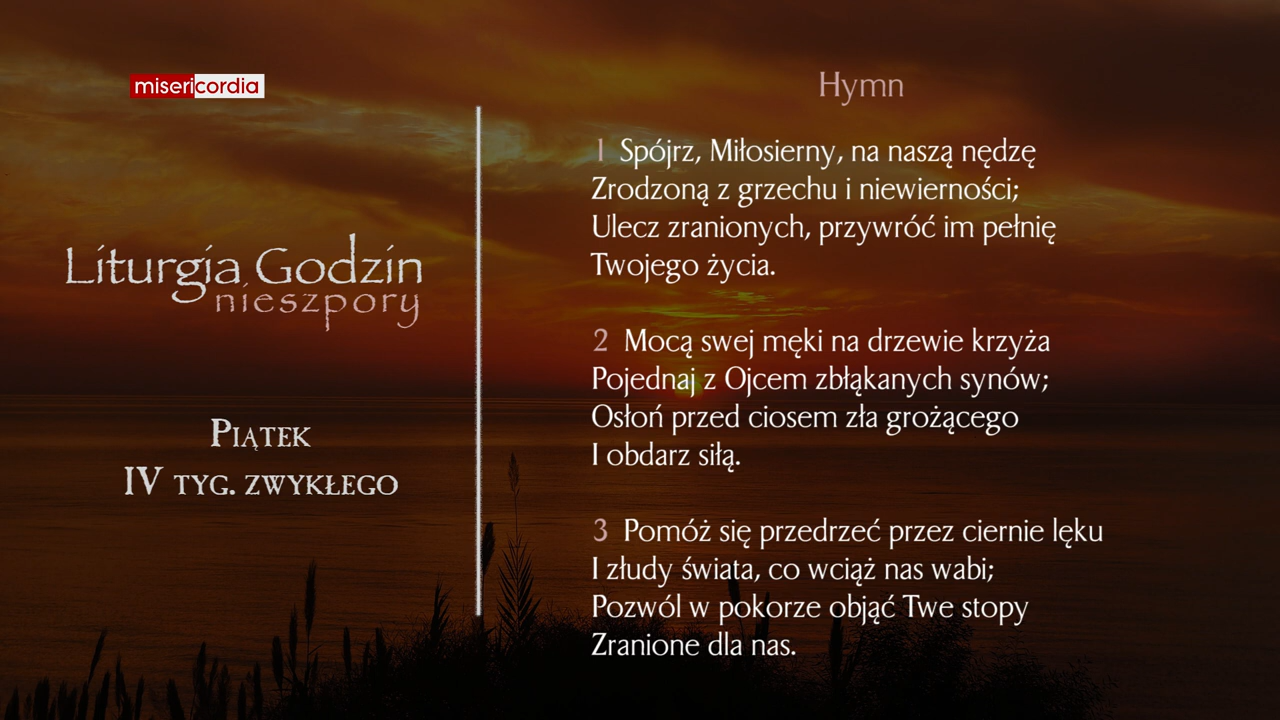 misericordia
Liturgia Godzin
nieszpory
Piątek
IV tyg. zwykłego
Hymn
1 Spójrz, Miłosierny, na naszą nędzę
Zrodzoną z grzechu i niewierności;
Ulecz zranionych, przywróć im pełnię
Twojego życia.
2 Mocą swej męki na drzewie krzyża
Pojednaj z Ojcem zbłąkanych synów;
Osłoń przed ciosem zła grożącego
I obdarz siłą.
3 Pomóż się przedrzeć przez ciernie lęku
I złudy świata, co wciąż nas wabi;
Pozwól w pokorze objąć Twe stopy
Zranione dla nas.